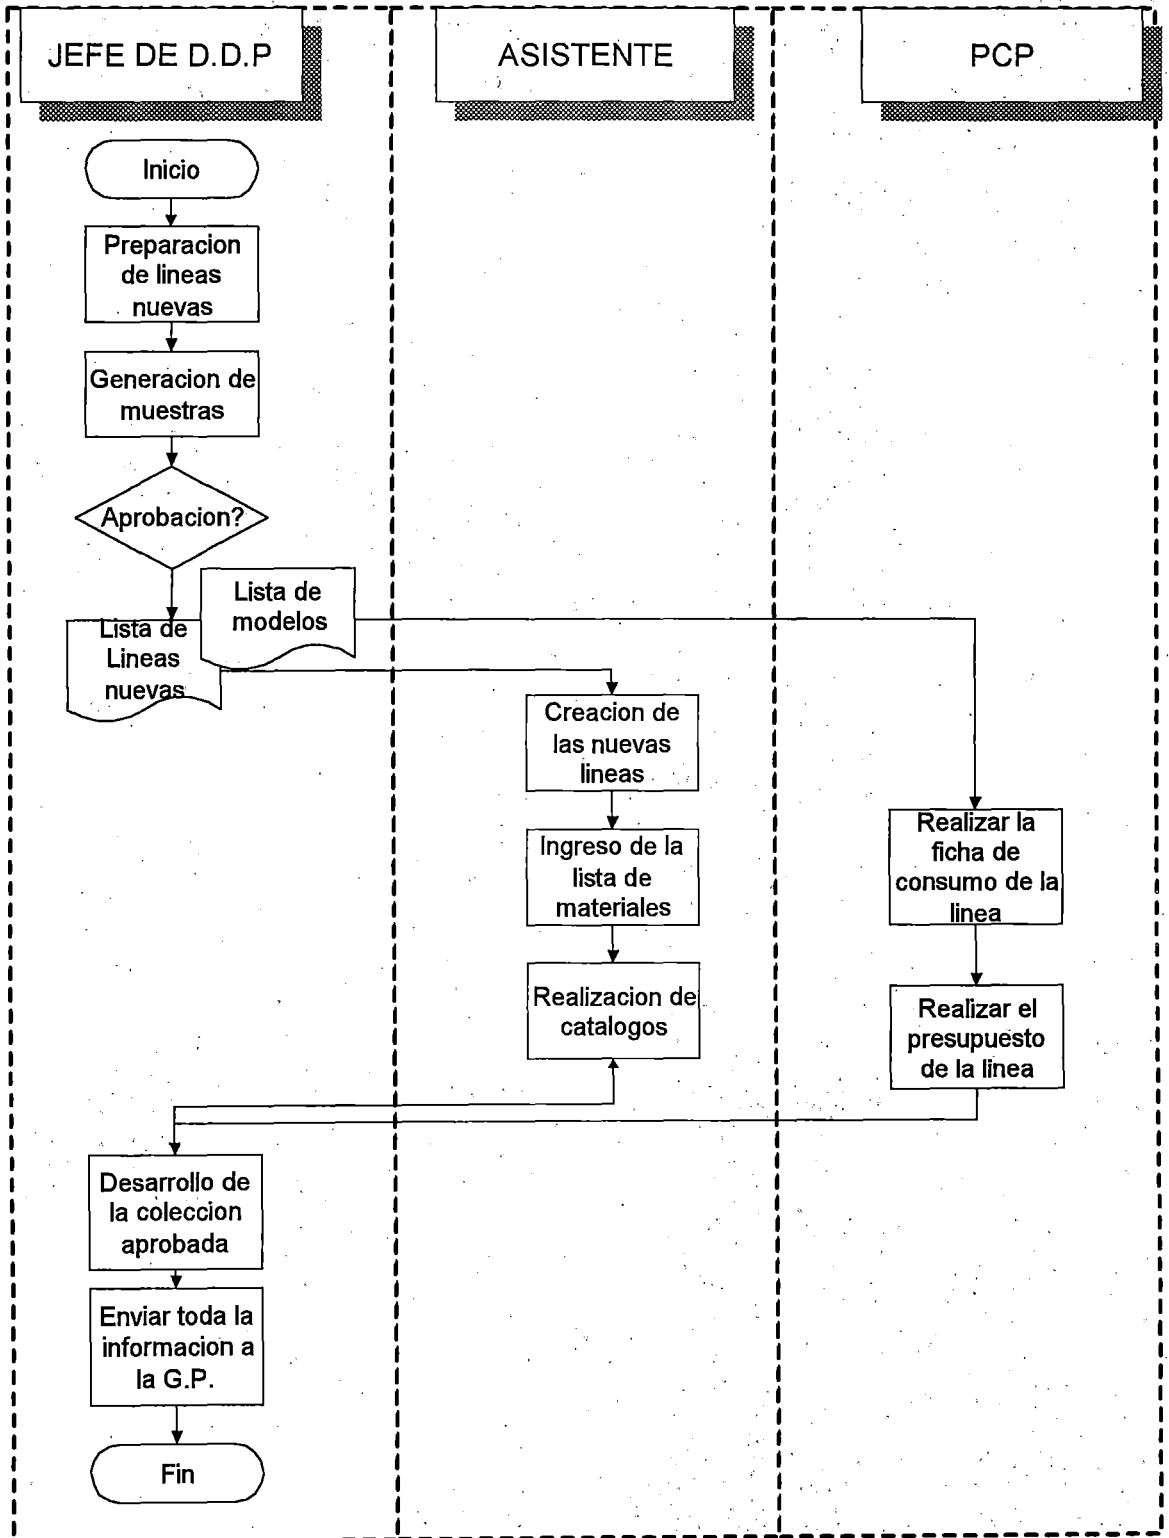 JEFE DE D.D.P
ASISTENTE
PCP
Inicio
Preparacion
de lineas
nuevas
Generacion de
muestras
Aprobacion?
Lista de
modelos
Lista de
Lineas
nuevas
Creacion de
las nuevas
lineas
Ingreso de la
lista de
materiales
Realizacion de
catalogos
Realizar la
ficha de
consumo de la
linea
Realizar el
presupuesto
de la linea
Desarrollo de
la coleccion
aprobada
Enviar toda la
informacion a
la G.P.
Fin